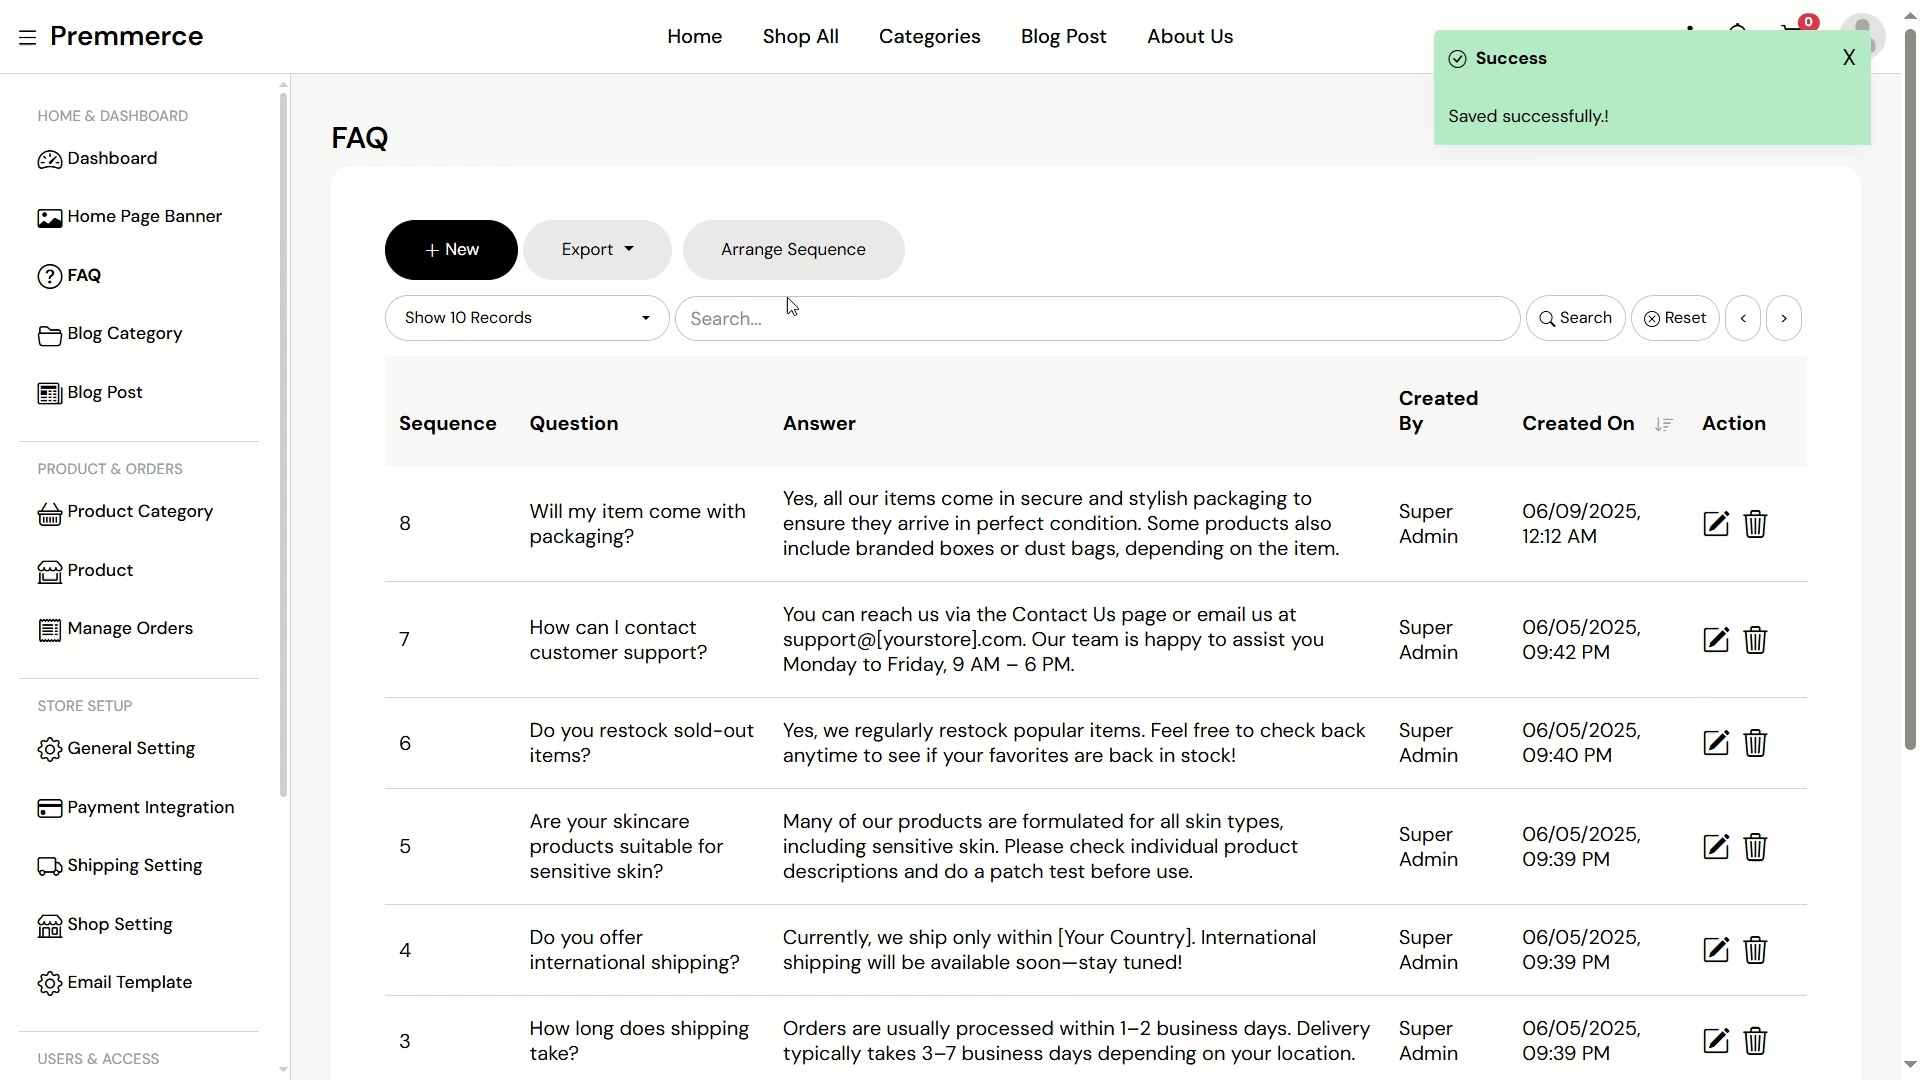 Premmerce
Home
Shop All
Categories
Blog Post
About Us
0
Success
X
Saved successfully.!
HOME & DASHBOARD
Dashboard
Home Page Banner
FAQ
Blog Category
Blog Post
PRODUCT & ORDERS
Product Category
Product
Manage Orders
STORE SETUP
General Setting
Payment Integration
Shipping Setting
Shop Setting
Email Template
USERS & ACCESS
FAQ
+ New
Export
Arrange Sequence
Show 10 Records
Search...
Search
Reset
<
>
Sequence
Question
Answer
Created
By
Created On
Action
8
Will my item come with
packaging?
Yes, all our items come in secure and stylish packaging to
ensure they arrive in perfect condition. Some products also
include branded boxes or dust bags, depending on the item.
Super
Admin
06/09/2025,
12:12 AM
7
How can I contact
customer support?
You can reach us via the Contact Us page or email us at
support@[yourstore].com. Our team is happy to assist you
Monday to Friday, 9 AM – 6 PM.
Super
Admin
06/05/2025,
09:42 PM
6
Do you restock sold-out
items?
Yes, we regularly restock popular items. Feel free to check back
anytime to see if your favorites are back in stock!
Super
Admin
06/05/2025,
09:40 PM
5
Are your skincare
products suitable for
sensitive skin?
Many of our products are formulated for all skin types,
including sensitive skin. Please check individual product
descriptions and do a patch test before use.
Super
Admin
06/05/2025,
09:39 PM
4
Do you offer
international shipping?
Currently, we ship only within [Your Country]. International
shipping will be available soon—stay tuned!
Super
Admin
06/05/2025,
09:39 PM
3
How long does shipping
take?
Orders are usually processed within 1–2 business days. Delivery
typically takes 3–7 business days depending on your location.
Super
Admin
06/05/2025,
09:39 PM